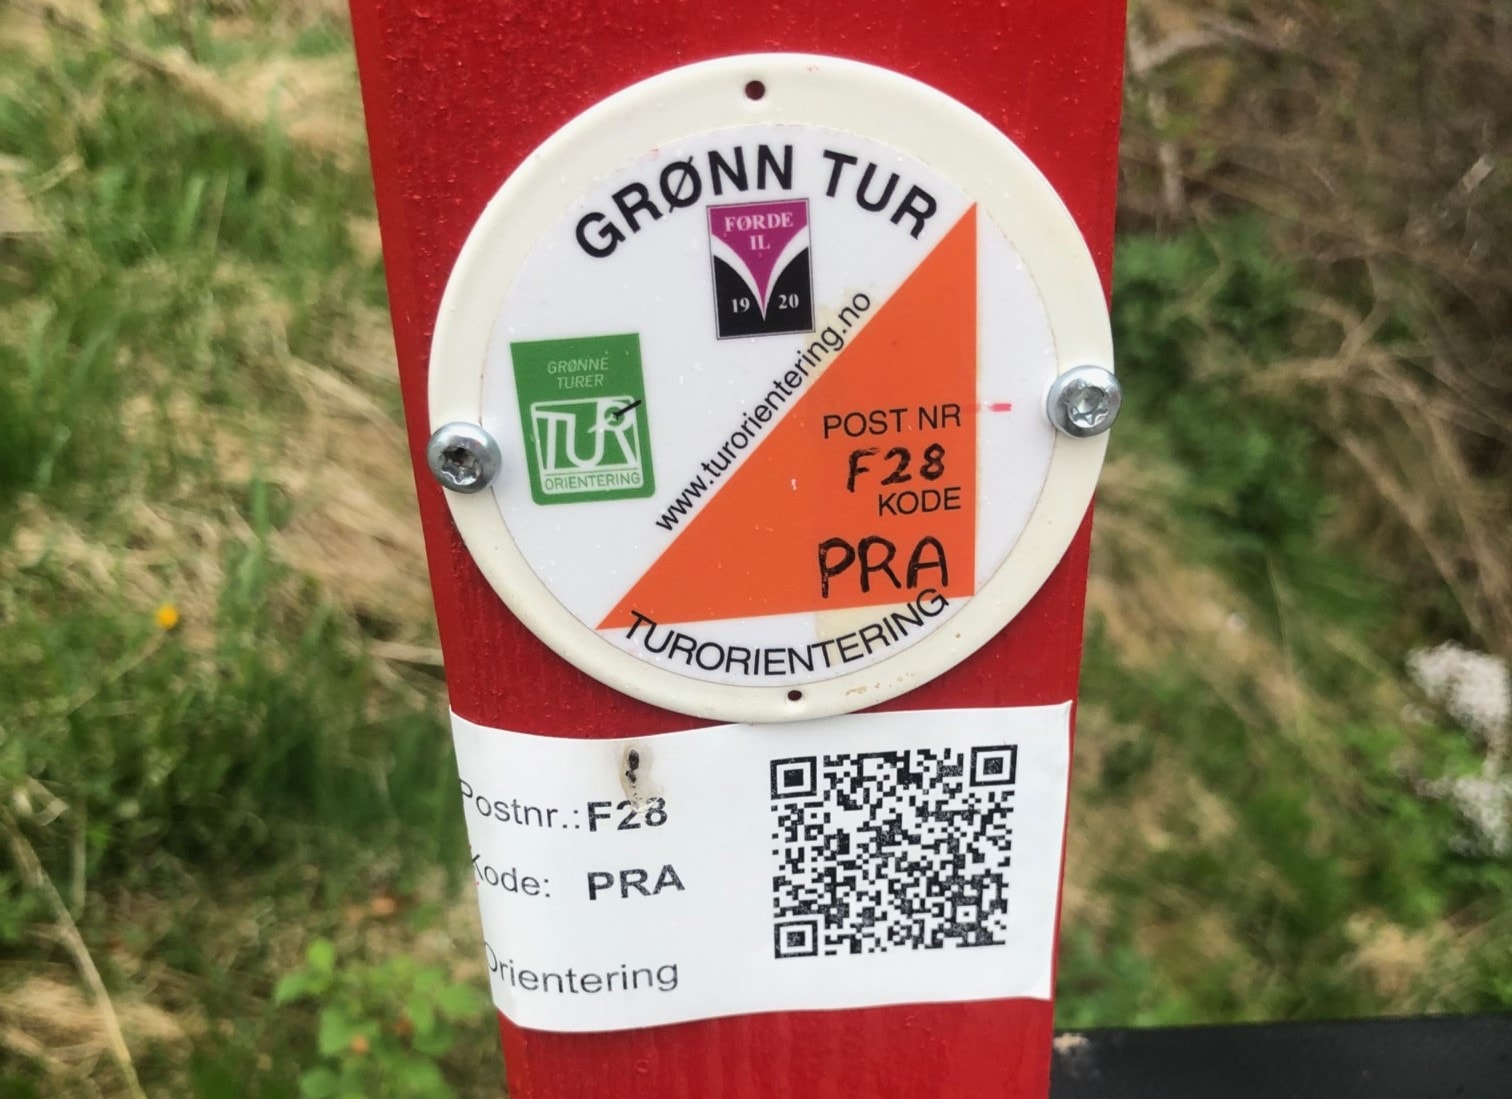 GRØNN TUR
FØRDE
IL
19 20
GRØNNE
TURER
TUR
ORIENTERING
www.turorientering.no
POST NR
F28
KODE
PRA
TURORIENTERING
Postnr.: F28
Kode: PRA
Orientering